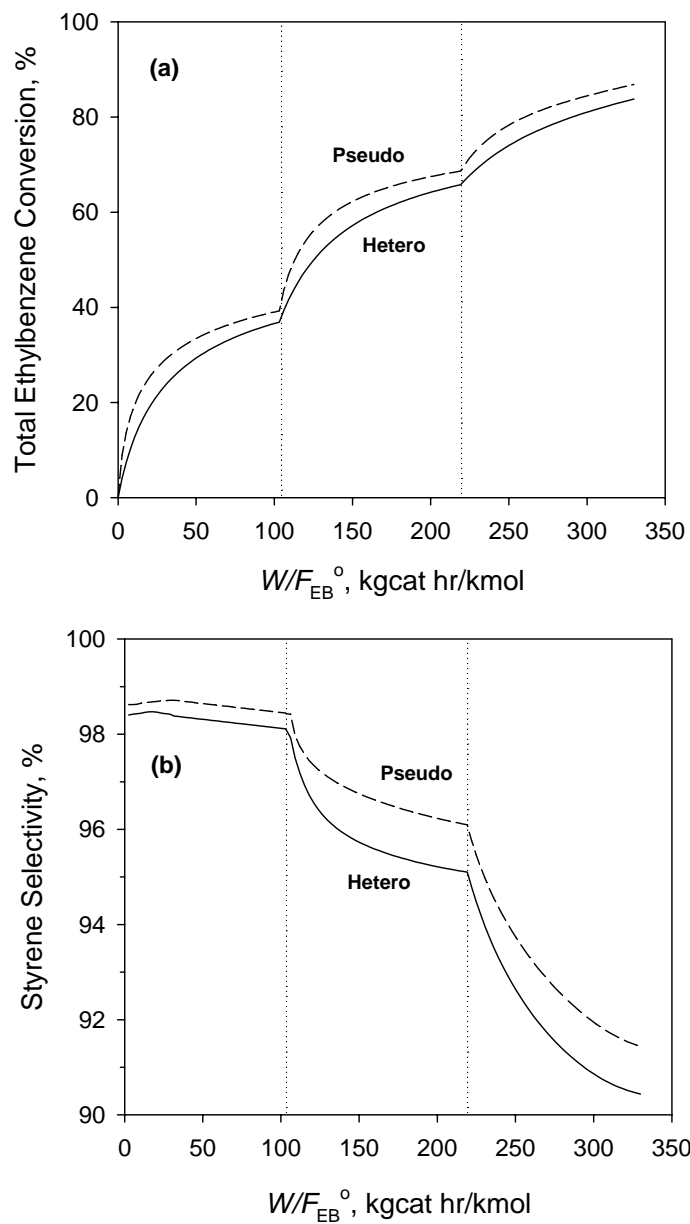 (a)
Total Ethylbenzene Conversion, %
100
80
60
40
20
0
Pseudo
Hetero
0 50 100 150 200 250 300 350
W/F_EB^o, kgcat hr/kmol
(b)
Styrene Selectivity, %
100
98
96
94
92
90
Pseudo
Hetero
0 50 100 150 200 250 300 350
W/F_EB^o, kgcat hr/kmol